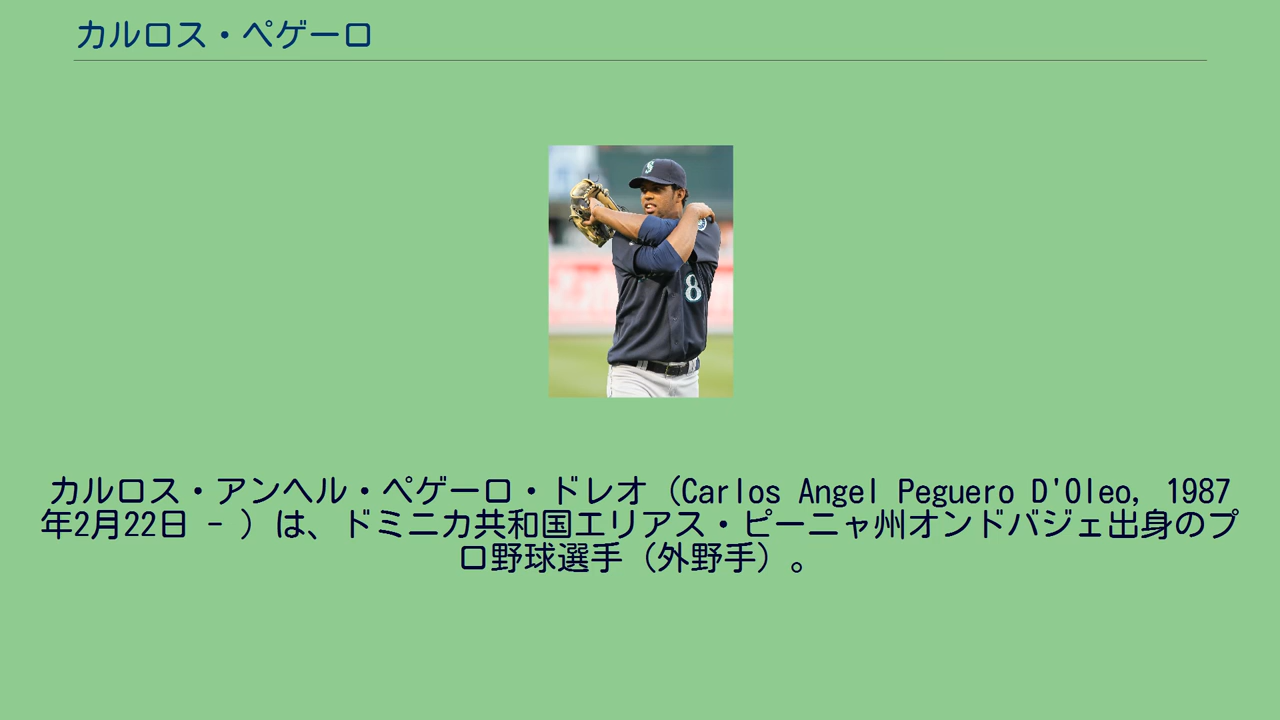 カルロス・ペゲーロ
S
8
カルロス・アンヘル・ペゲーロ・ドレオ（Carlos Angel Peguero D'Oleo, 1987
年2月22日 - ）は、ドミニカ共和国エリアス・ピーニャ州オンドバジェ出身のプ
ロ野球選手（外野手）。